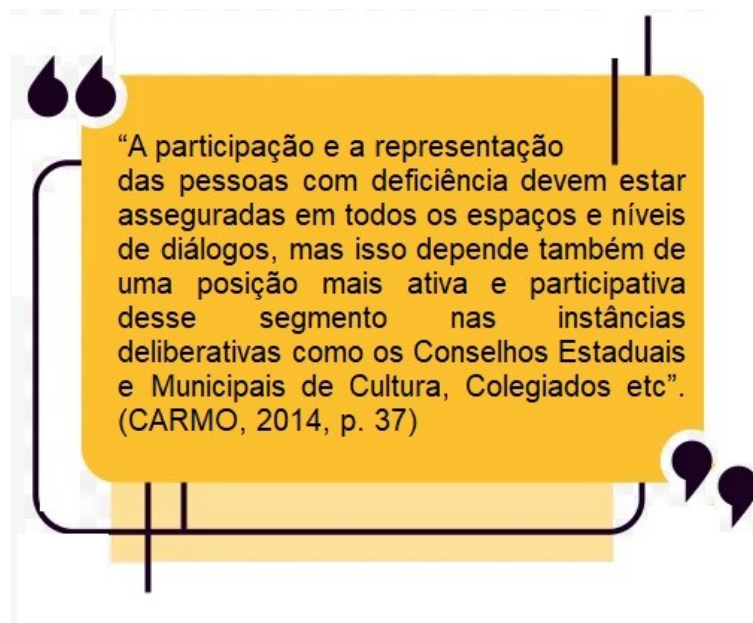 “A participação e a representação
das pessoas com deficiência devem estar
asseguradas em todos os espaços e níveis
de diálogos, mas isso depende também de
uma posição mais ativa e participativa
desse segmento nas instâncias
deliberativas como os Conselhos Estaduais
e Municipais de Cultura, Colegiados etc”.
(CARMO, 2014, p. 37)